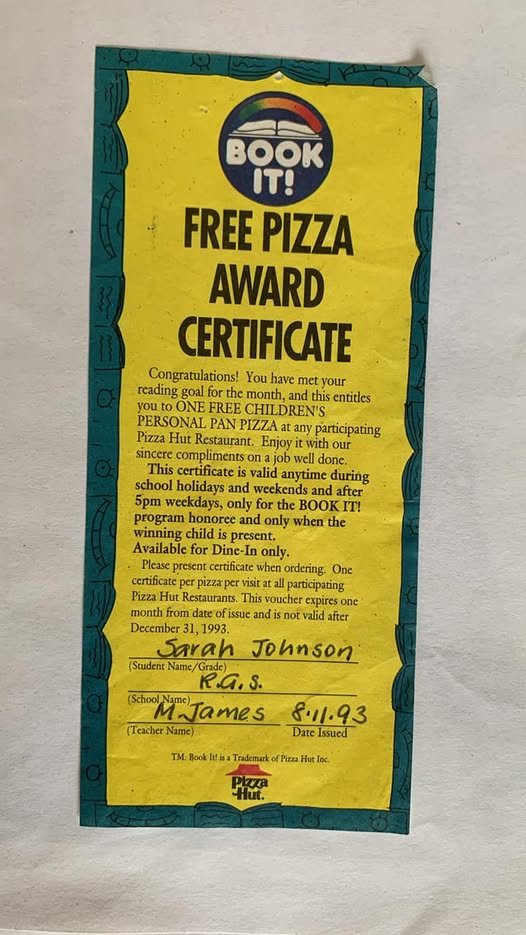 BOOK
IT!
FREE PIZZA
AWARD
CERTIFICATE
Congratulations! You have met your
reading goal for the month, and this entitles
you to ONE FREE CHILDREN'S
PERSONAL PAN PIZZA at any participating
Pizza Hut Restaurant. Enjoy it with our
sincere compliments on a job well done.
This certificate is valid anytime during
school holidays and weekends and after
5pm weekdays, only for the BOOK IT!
program honoree and only when the
winning child is present.
Available for Dine-In only.
Please present certificate when ordering. One
certificate per pizza per visit at all participating
Pizza Hut Restaurants. This voucher expires one
month from date of issue and is not valid after
December 31, 1993.
Sarah Johnson
(Student Name/Grade)
R.G.S.
(School Name)
M. James 8.11.93
(Teacher Name) Date Issued
TM: Book It! is a Trademark of Pizza Hut Inc.
Pizza
Hut.